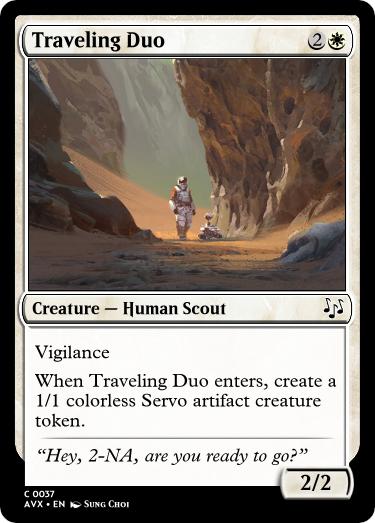 Traveling Duo 2
Creature — Human Scout
Vigilance
When Traveling Duo enters, create a
1/1 colorless Servo artifact creature
token.
“Hey, 2-NA, are you ready to go?”
2/2
C 0037
AVX • EN Sung Choi